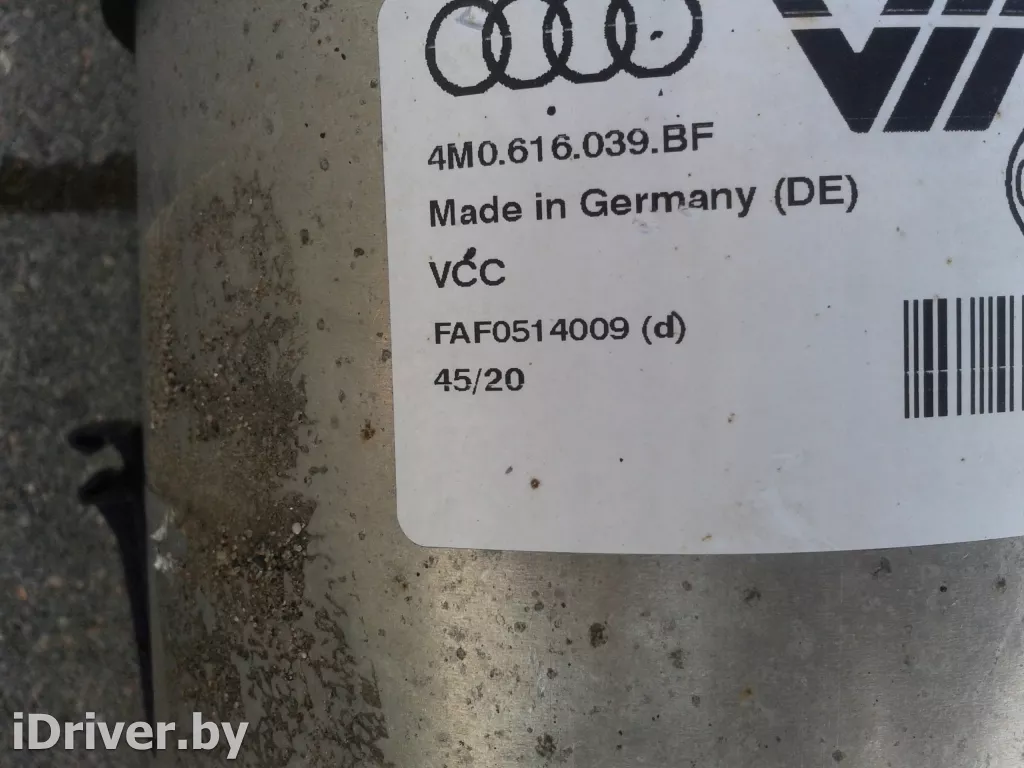 4M0.616.039.BF
Made in Germany (DE)
VCC
FAF0514009 (d)
45/20
iDriver.by